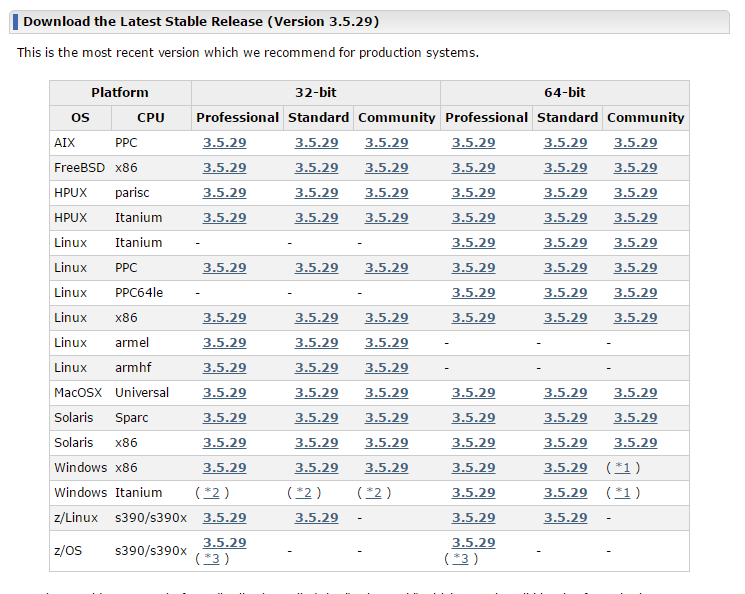 Download the Latest Stable Release (Version 3.5.29)
This is the most recent version which we recommend for production systems.
Platform 32-bit 64-bit
OS CPU Professional Standard Community Professional Standard Community
AIX PPC 3.5.29 3.5.29 3.5.29 3.5.29 3.5.29 3.5.29
FreeBSD x86 3.5.29 3.5.29 3.5.29 3.5.29 3.5.29 3.5.29
HPUX parisc 3.5.29 3.5.29 3.5.29 3.5.29 3.5.29 3.5.29
HPUX Itanium 3.5.29 3.5.29 3.5.29 3.5.29 3.5.29 3.5.29
Linux Itanium - - - 3.5.29 3.5.29 3.5.29
Linux PPC 3.5.29 3.5.29 3.5.29 3.5.29 3.5.29 3.5.29
Linux PPC64le - - - 3.5.29 3.5.29 3.5.29
Linux x86 3.5.29 3.5.29 3.5.29 3.5.29 3.5.29 3.5.29
Linux armel 3.5.29 3.5.29 3.5.29 - - -
Linux armhf 3.5.29 3.5.29 3.5.29 - - -
MacOSX Universal 3.5.29 3.5.29 3.5.29 3.5.29 3.5.29 3.5.29
Solaris Sparc 3.5.29 3.5.29 3.5.29 3.5.29 3.5.29 3.5.29
Solaris x86 3.5.29 3.5.29 3.5.29 3.5.29 3.5.29 3.5.29
Windows x86 3.5.29 3.5.29 3.5.29 3.5.29 3.5.29 ( *1 )
Windows Itanium ( *2 ) ( *2 ) ( *2 ) 3.5.29 3.5.29 ( *1 )
z/Linux s390/s390x 3.5.29 3.5.29 - 3.5.29 3.5.29 -
z/OS s390/s390x 3.5.29 ( *3 ) - - 3.5.29 ( *3 ) - -